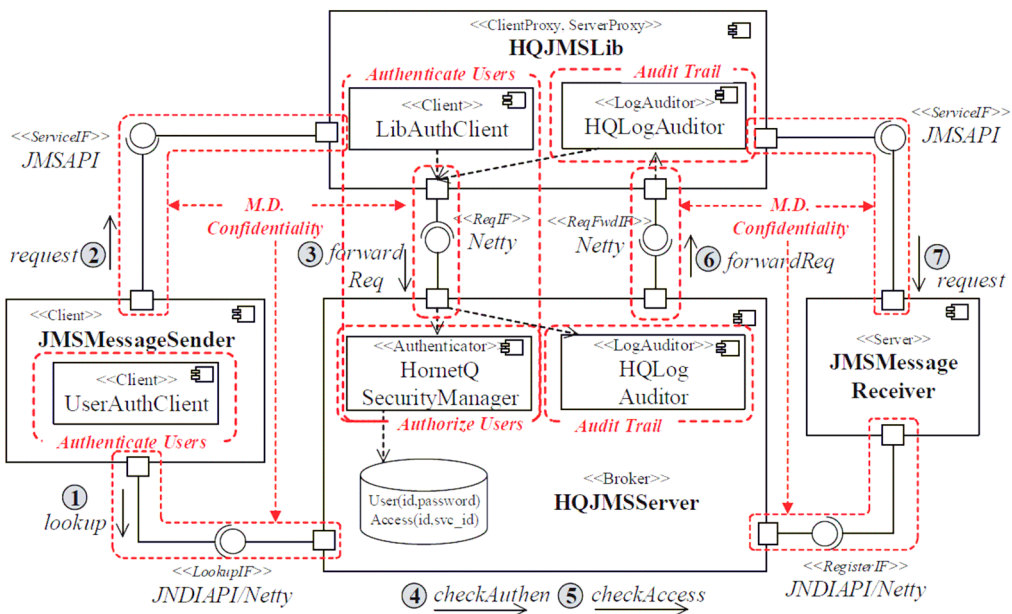 <<ClientProxy, ServerProxy>>
HQJMSLib
Authenticate Users
Audit Trail
<<Client>>
LibAuthClient
<<LogAuditor>>
HQLogAuditor
<<ServiceIF>>
JMSAPI
<<ServiceIF>>
JMSAPI
M.D.
Confidentiality
<<ReqIF>>
Netty
<<ReqFwdIF>>
Netty
M.D.
Confidentiality
request 2
3 forward
Req
6 forwardReq
7
request
<<Client>>
JMSMessageSender
<<Client>>
UserAuthClient
Authenticate Users
<<Authenticator>>
HornetQ
SecurityManager
Authorize Users
<<LogAuditor>>
HQLog
Auditor
Audit Trail
<<Server>>
JMSMessage
Receiver
1
lookup
User(id,password)
Access(id,svc_id)
<<Broker>>
HQJMSServer
<<LookupIF>>
JNDIAPI/Netty
<<RegisterIF>>
JNDIAPI/Netty
4 checkAuthen 5 checkAccess